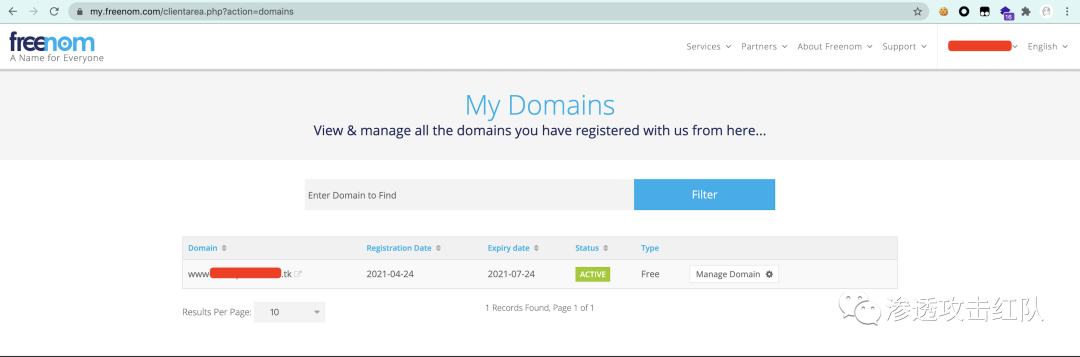 my.freenom.com/clientarea.php?action=domains
16
freenom
A Name for Everyone
Services Partners About Freenom Support English
My Domains
View & manage all the domains you have registered with us from here...
Enter Domain to Find Filter
Domain Registration Date Expiry date Status Type
www .tk 2021-04-24 2021-07-24 ACTIVE Free Manage Domain
Results Per Page: 10 1 Records Found, Page 1 of 1
渗透攻击红队